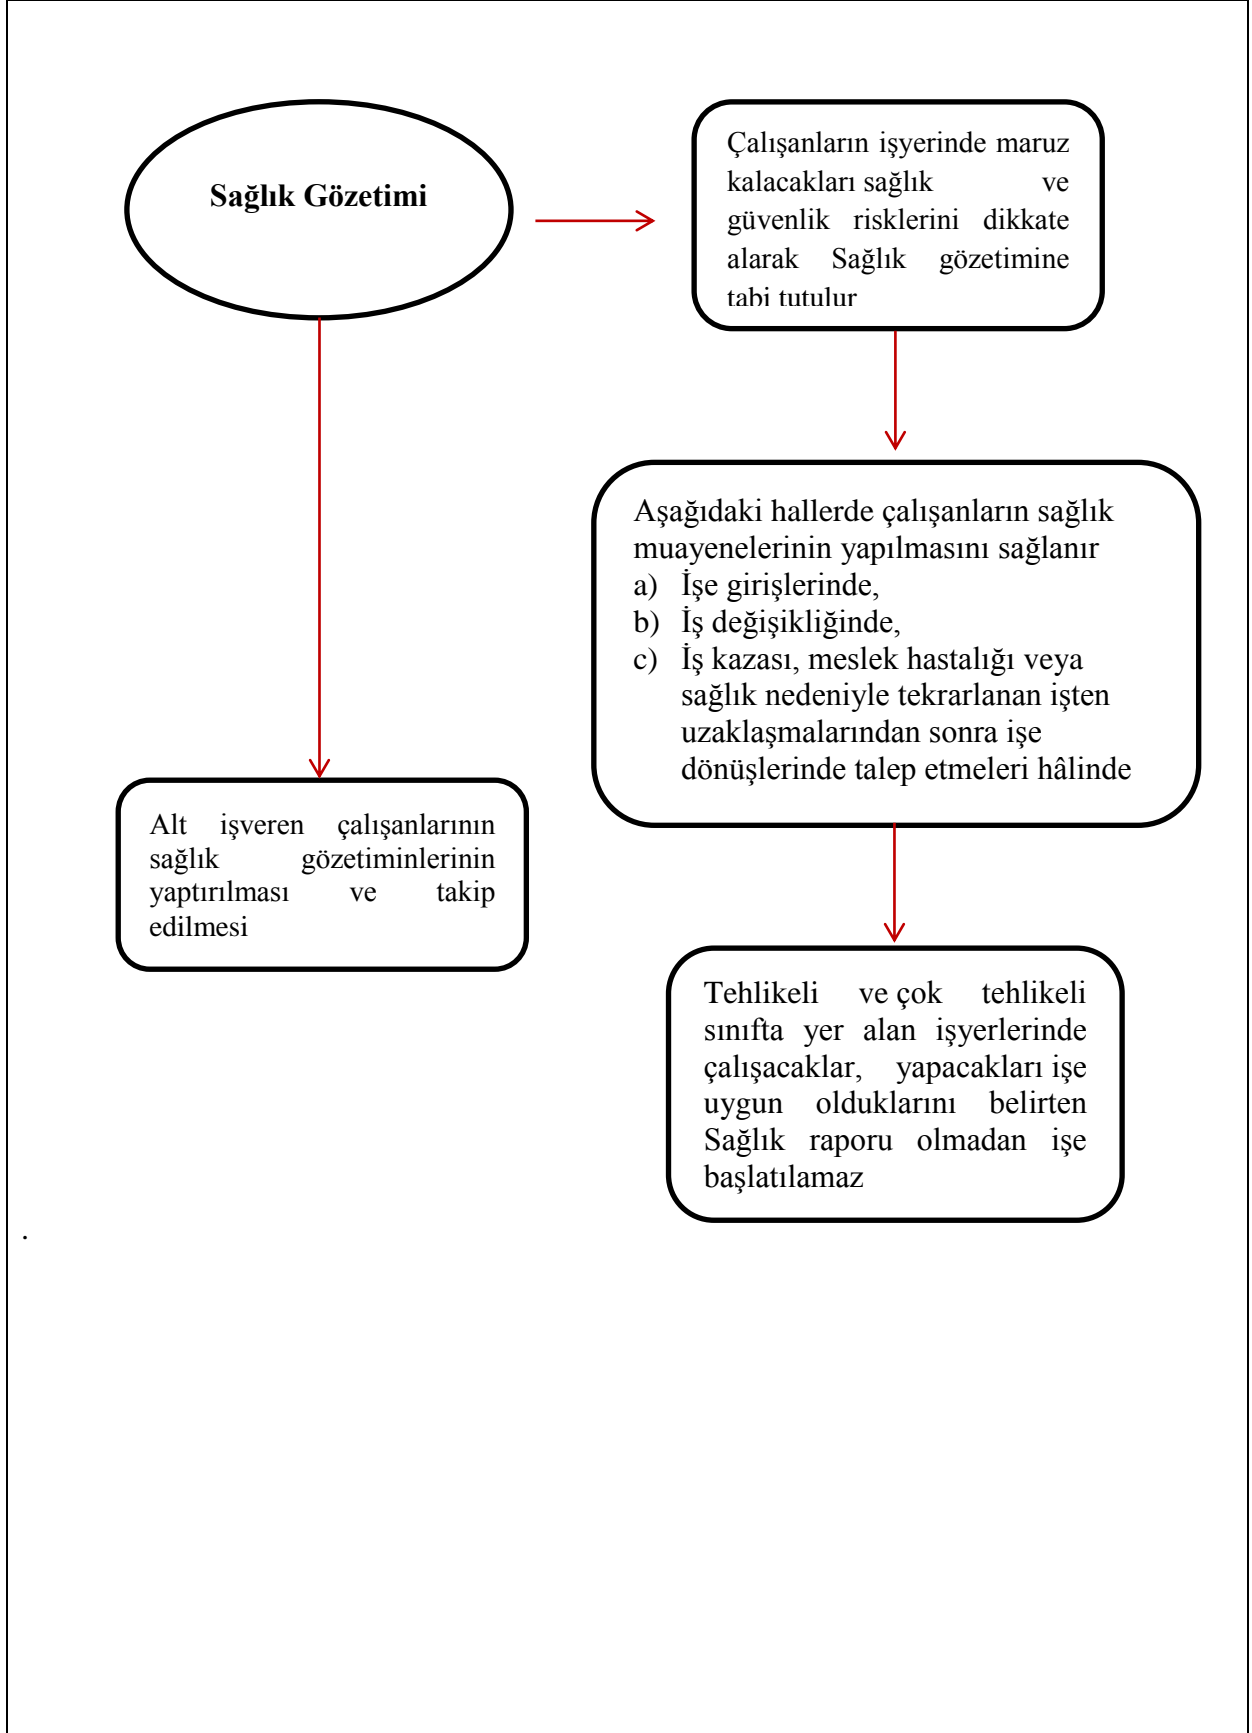 Sağlık Gözetimi
Çalışanların işyerinde maruz
kalacakları sağlık ve
güvenlik risklerini dikkate
alarak Sağlık gözetimine
tabi tutulur
Aşağıdaki hallerde çalışanların sağlık
muayenelerinin yapılmasını sağlanır
a) İşe girişlerinde,
b) İş değişikliğinde,
c) İş kazası, meslek hastalığı veya
sağlık nedeniyle tekrarlanan işten
uzaklaşmalarından sonra işe
dönüşlerinde talep etmeleri hâlinde
Alt işveren çalışanlarının
sağlık gözetiminlerinin
yaptırılması ve takip
edilmesi
Tehlikeli ve çok tehlikeli
sınıfta yer alan işyerlerinde
çalışacaklar, yapacakları işe
uygun olduklarını belirten
Sağlık raporu olmadan işe
başlatılamaz
.